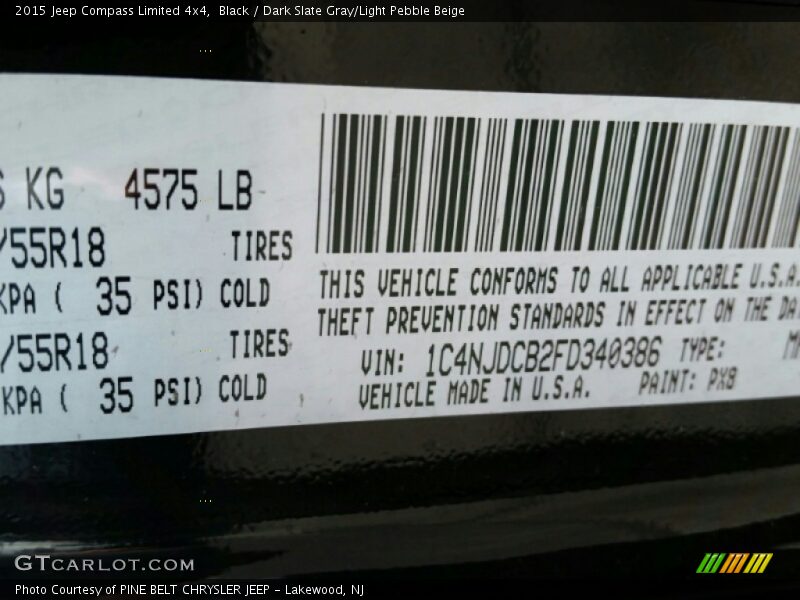 2015 Jeep Compass Limited 4x4, Black / Dark Slate Gray/Light Pebble Beige
KG 4575 LB
/55R18 TIRES
KPA ( 35 PSI) COLD
/55R18 TIRES
KPA ( 35 PSI) COLD
THIS VEHICLE CONFORMS TO ALL APPLICABLE U.S.A.
THEFT PREVENTION STANDARDS IN EFFECT ON THE DA
VIN: 1C4NJDCB2FD340386 TYPE: MP
VEHICLE MADE IN U.S.A. PAINT: PX8
GTCARLOT.COM
Photo Courtesy of PINE BELT CHRYSLER JEEP - Lakewood, NJ